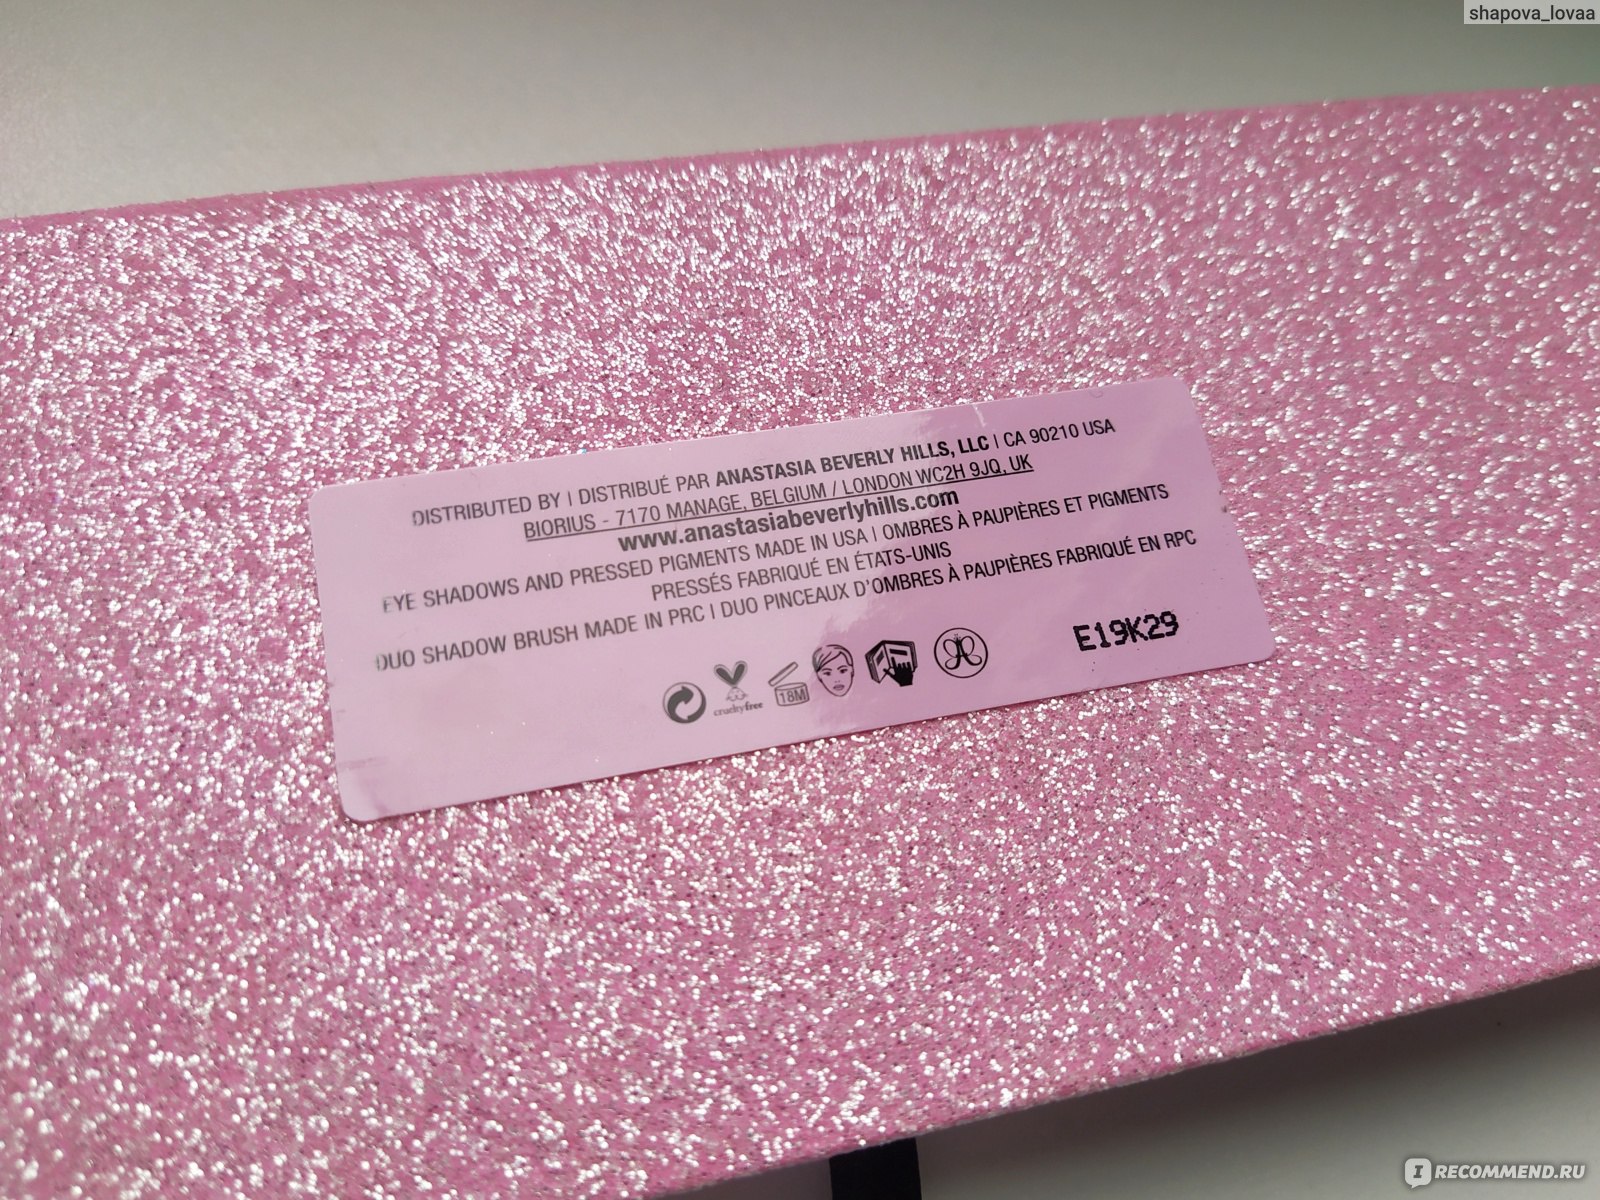 shapova_lovaa
DISTRIBUTED BY | DISTRIBUÉ PAR ANASTASIA BEVERLY HILLS, LLC | CA 90210 USA
BIORIUS - 7170 MANAGE, BELGIUM / LONDON WC2H 9JQ, UK
www.anastasiabeverlyhills.com
EYE SHADOWS AND PRESSED PIGMENTS MADE IN USA | OMBRES À PAUPIÈRES ET PIGMENTS
PRESSÉS FABRIQUÉ EN ÉTATS-UNIS
DUO SHADOW BRUSH MADE IN PRC | DUO PINCEAUX D'OMBRES À PAUPIÈRES FABRIQUÉ EN RPC
E19K29
crueltyfree
18M
IRECOMMEND.RU